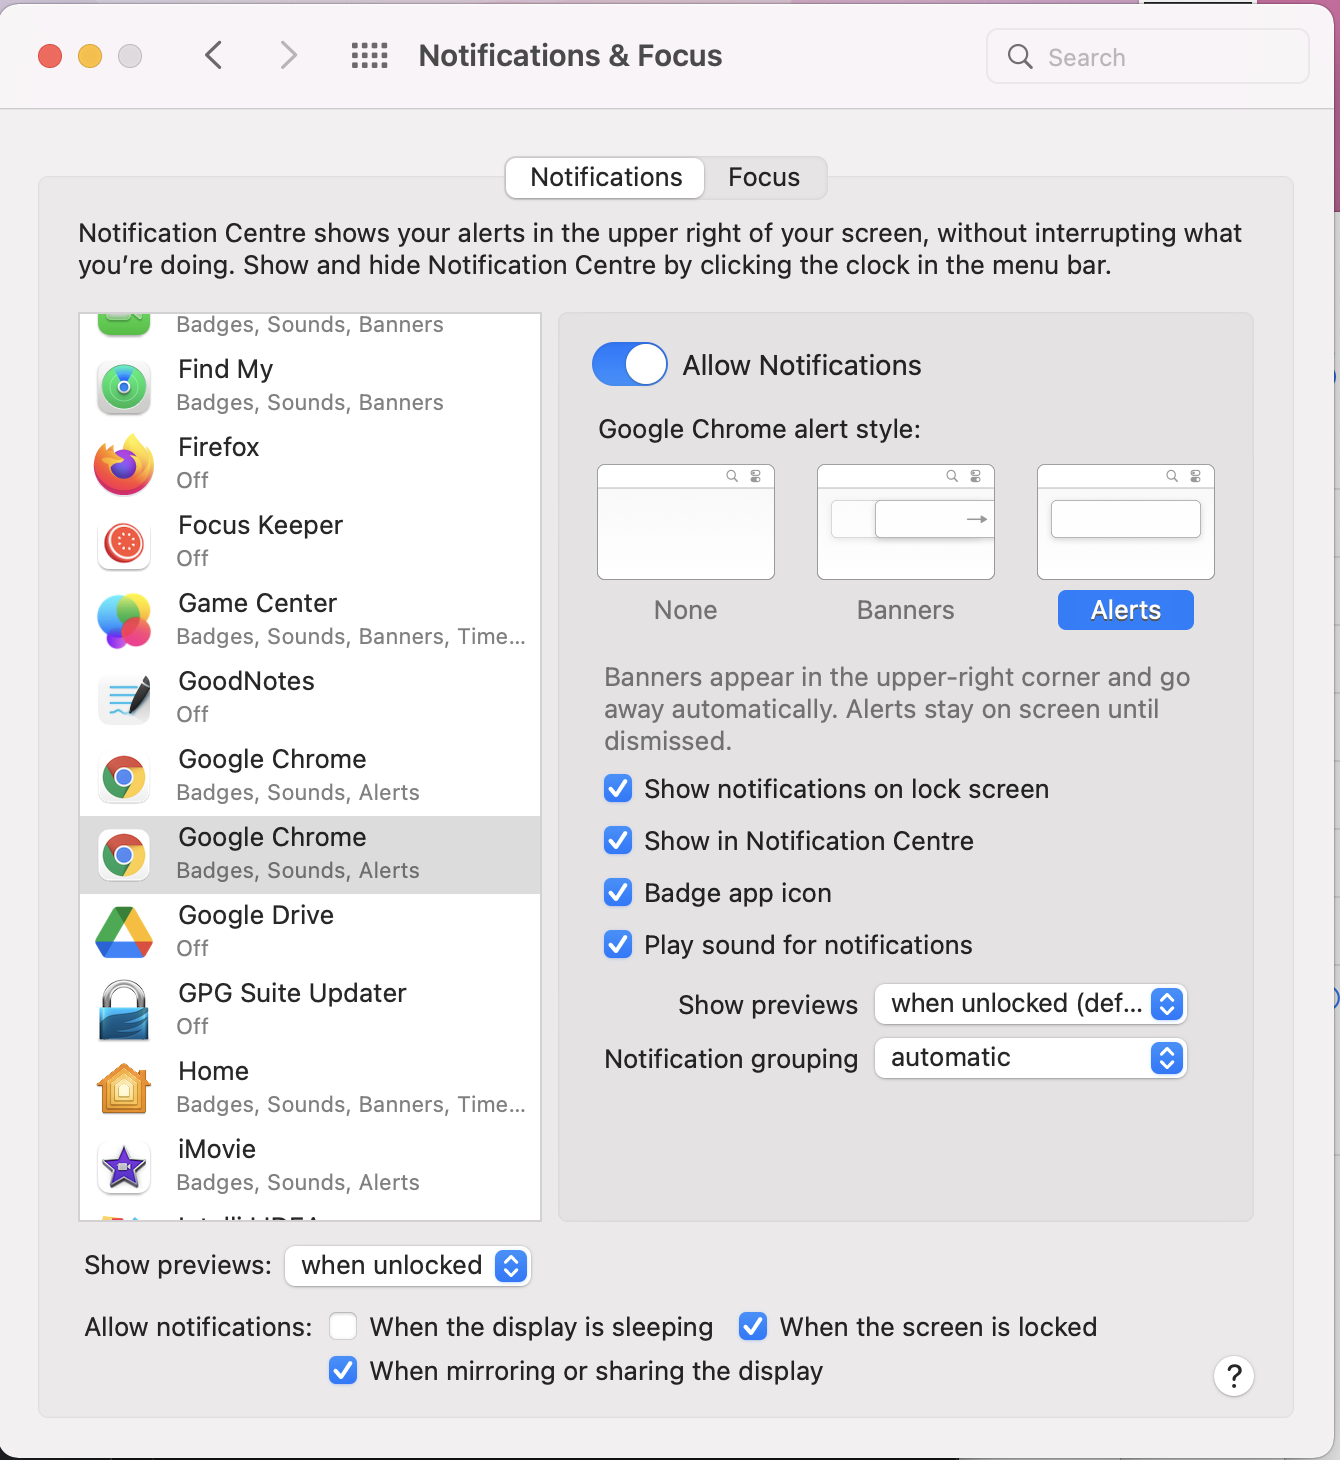 Notifications & Focus
Search
Notifications
Focus
Notification Centre shows your alerts in the upper right of your screen, without interrupting what
you’re doing. Show and hide Notification Centre by clicking the clock in the menu bar.
Badges, Sounds, Banners
Find My
Badges, Sounds, Banners
Firefox
Off
Focus Keeper
Off
Game Center
Badges, Sounds, Banners, Time...
GoodNotes
Off
Google Chrome
Badges, Sounds, Alerts
Google Chrome
Badges, Sounds, Alerts
Google Drive
Off
GPG Suite Updater
Off
Home
Badges, Sounds, Banners, Time...
iMovie
Badges, Sounds, Alerts
Allow Notifications
Google Chrome alert style:
None
Banners
Alerts
Banners appear in the upper-right corner and go
away automatically. Alerts stay on screen until
dismissed.
Show notifications on lock screen
Show in Notification Centre
Badge app icon
Play sound for notifications
Show previews
when unlocked (def...
Notification grouping
automatic
Show previews:
when unlocked
Allow notifications:
When the display is sleeping
When the screen is locked
When mirroring or sharing the display
?